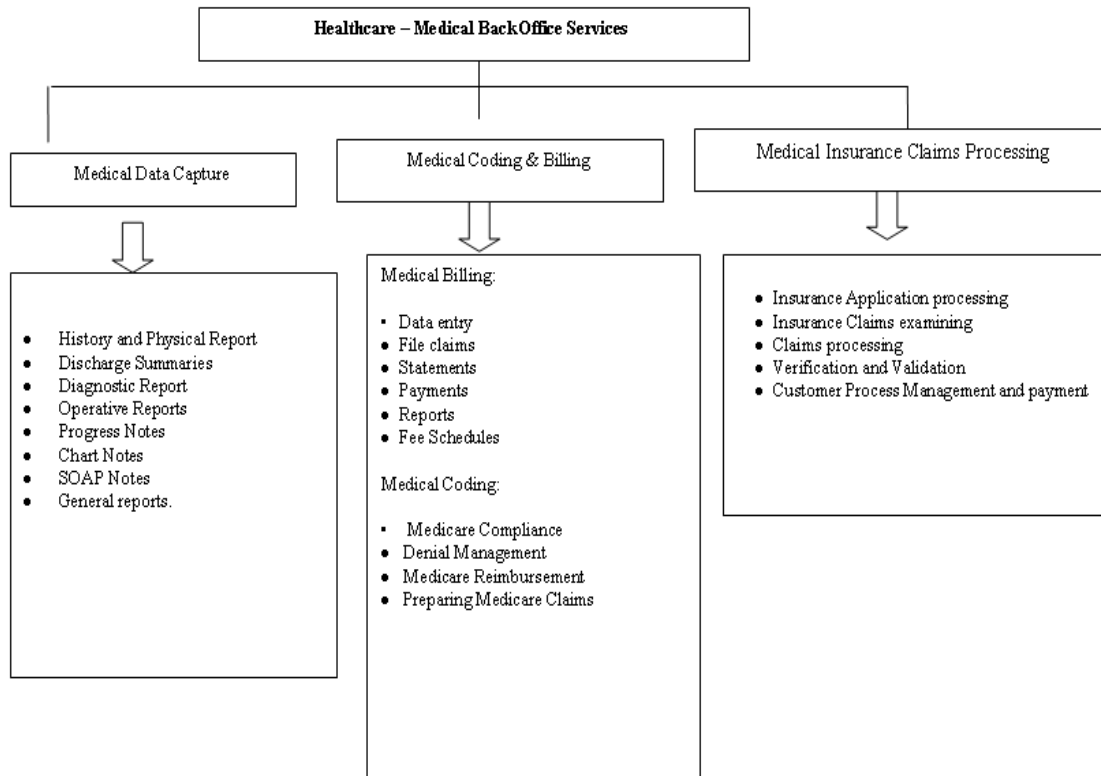 Healthcare – Medical BackOffice Services
Medical Data Capture
● History and Physical Report
● Discharge Summaries
● Diagnostic Report
● Operative Reports
● Progress Notes
● Chart Notes
● SOAP Notes
● General reports.
Medical Coding & Billing
Medical Billing:
▪ Data entry
● File claims
● Statements
● Payments
● Reports
● Fee Schedules
Medical Coding:
▪ Medicare Compliance
● Denial Management
● Medicare Reimbursement
● Preparing Medicare Claims
Medical Insurance Claims Processing
● Insurance Application processing
● Insurance Claims examining
● Claims processing
● Verification and Validation
● Customer Process Management and payment